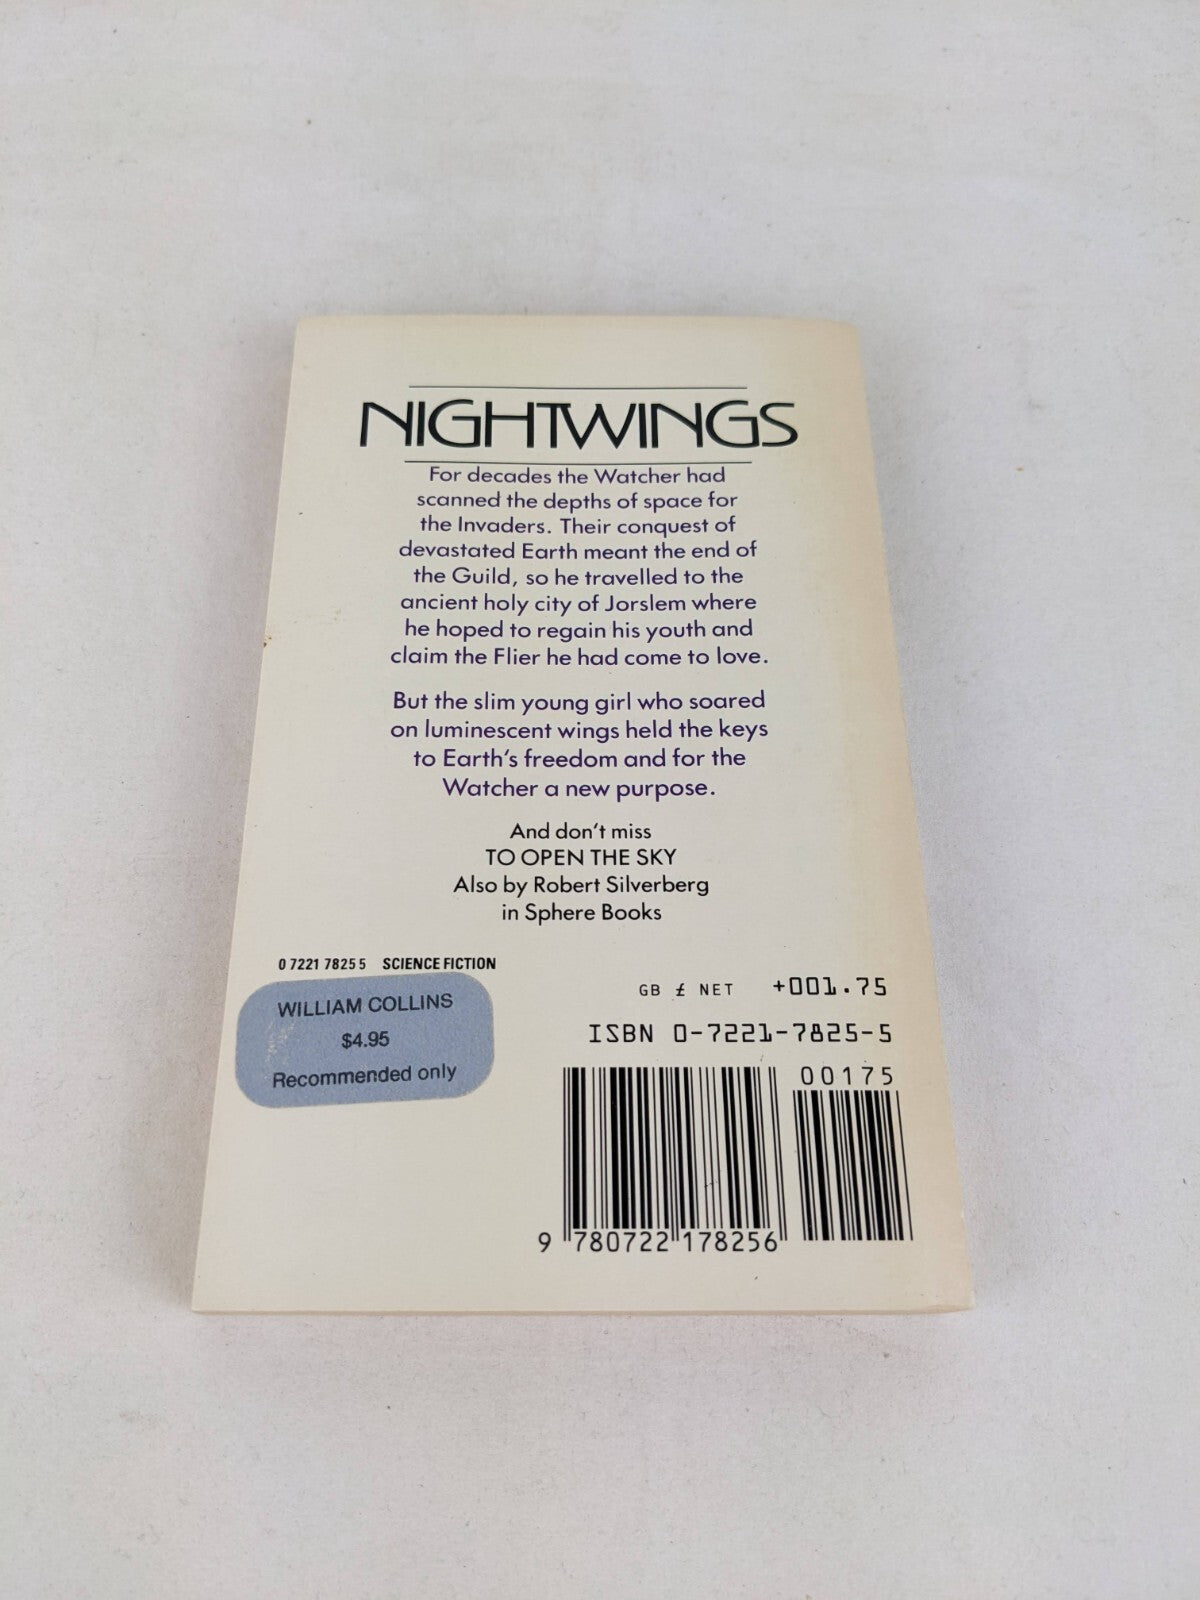 NIGHTWINGS
For decades the Watcher had
scanned the depths of space for
the Invaders. Their conquest of
devastated Earth meant the end of
the Guild, so he travelled to the
ancient holy city of Jorslem where
he hoped to regain his youth and
claim the Flier he had come to love.
But the slim young girl who soared
on luminescent wings held the keys
to Earth's freedom and for the
Watcher a new purpose.
And don't miss
TO OPEN THE SKY
Also by Robert Silverberg
in Sphere Books
0 7221 7825 5 SCIENCE FICTION
WILLIAM COLLINS
$4.95
Recommended only
GB £ NET +001.75
ISBN 0-7221-7825-5
00175
9 780722 178256